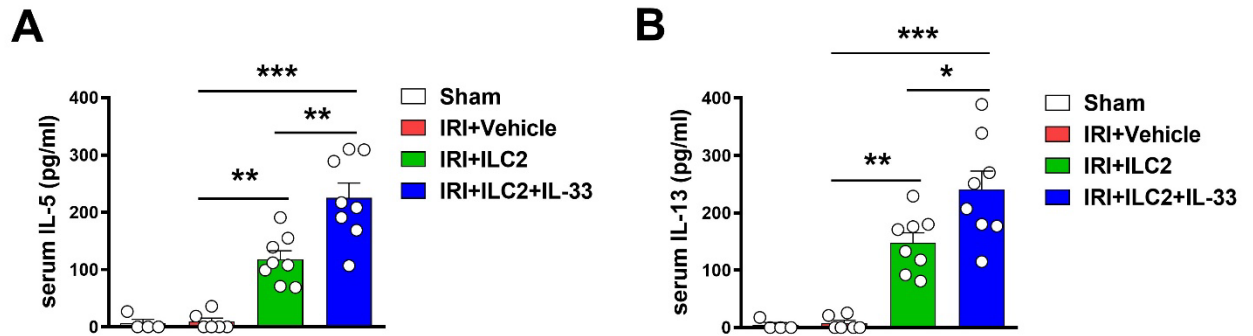 A
serum IL-5 (pg/ml)
400
300
200
100
0
***
**
**
Sham
IRI+Vehicle
IRI+ILC2
IRI+ILC2+IL-33
B
serum IL-13 (pg/ml)
400
300
200
100
0
***
*
**
Sham
IRI+Vehicle
IRI+ILC2
IRI+ILC2+IL-33